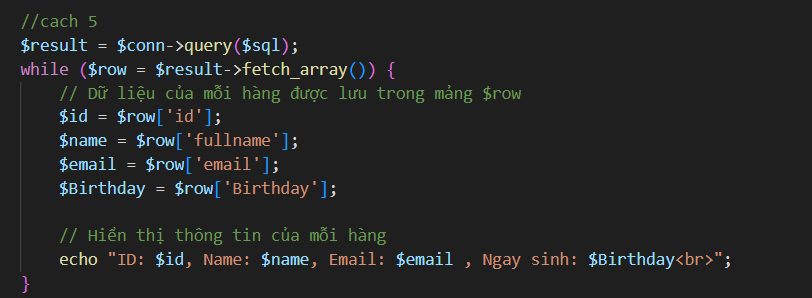 //cach 5
$result = $conn->query($sql);
while ($row = $result->fetch_array()) {
    // Dữ liệu của mỗi hàng được lưu trong mảng $row
    $id = $row['id'];
    $name = $row['fullname'];
    $email = $row['email'];
    $Birthday = $row['Birthday'];

    // Hiển thị thông tin của mỗi hàng
    echo "ID: $id, Name: $name, Email: $email , Ngay sinh: $Birthday<br>";
}